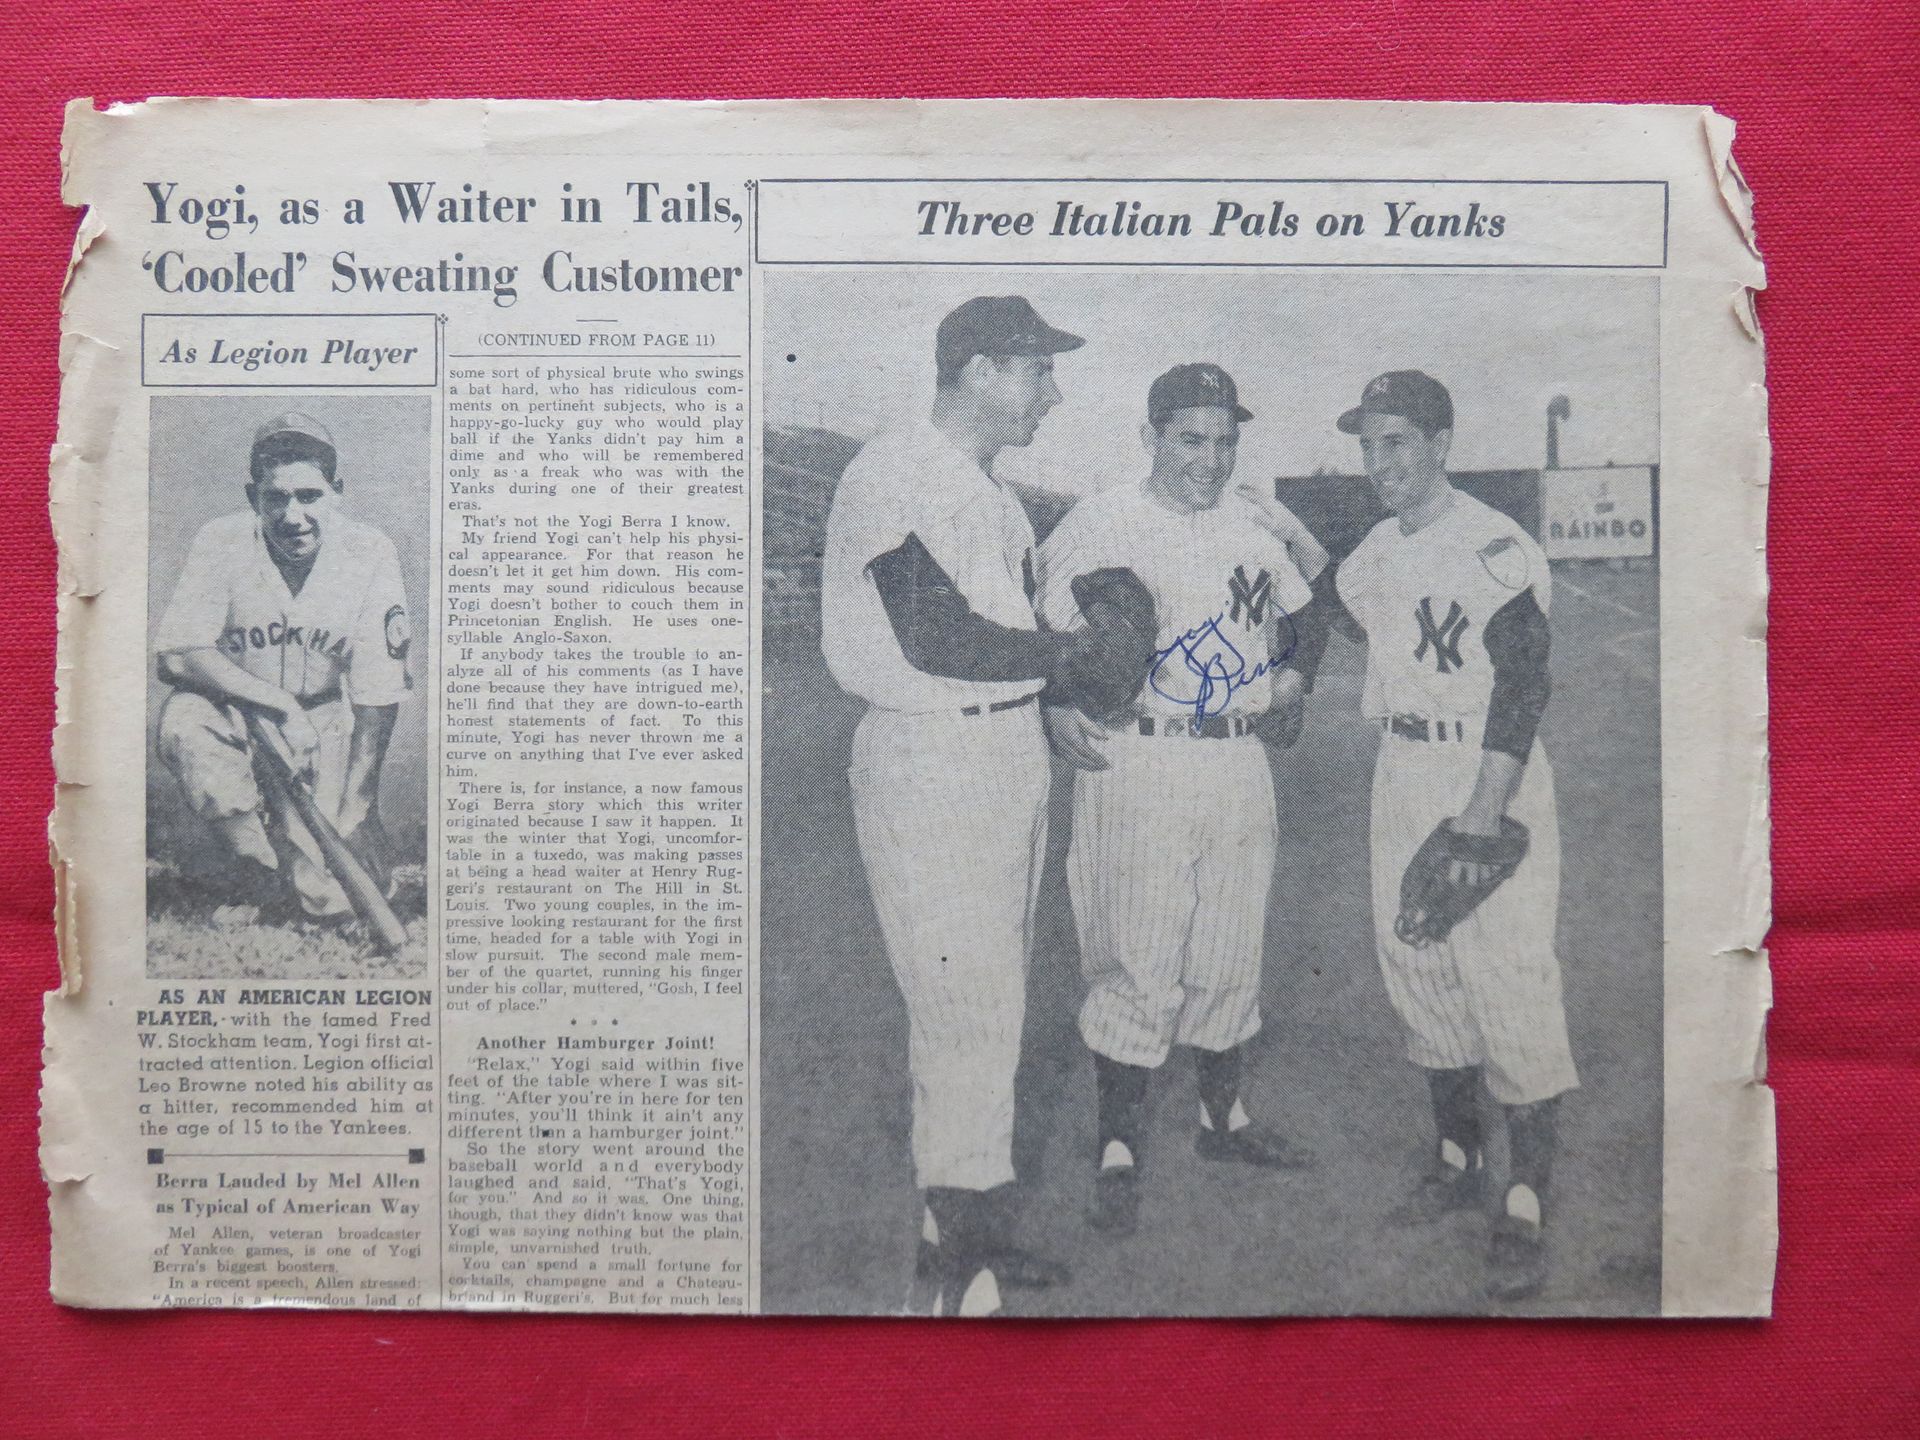 Yogi, as a Waiter in Tails,
‘Cooled’ Sweating Customer
As Legion Player
STOCKHA
AS AN AMERICAN LEGION
PLAYER, with the famed Fred
W. Stockham team, Yogi first at-
tracted attention. Legion official
Leo Browne noted his ability as
a hitter, recommended him at
the age of 15 to the Yankees.
Berra Lauded by Mel Allen
as Typical of American Way
Mel Allen, veteran broadcaster
of Yankee games, is one of Yogi
Berra's biggest boosters.
In a recent speech, Allen stressed:
"America is a tremendous land of
(CONTINUED FROM PAGE 11)
some sort of physical brute who swings
a bat hard, who has ridiculous com-
ments on pertinent subjects, who is a
happy-go-lucky guy who would play
ball if the Yanks didn't pay him a
dime and who will be remembered
only as a freak who was with the
Yanks during one of their greatest
eras.
That's not the Yogi Berra I know.
My friend Yogi can't help his physi-
cal appearance. For that reason he
doesn't let it get him down. His com-
ments may sound ridiculous because
Yogi doesn't bother to couch them in
Princetonian English. He uses one-
syllable Anglo-Saxon.
If anybody takes the trouble to an-
alyze all of his comments (as I have
done because they have intrigued me),
he'll find that they are down-to-earth
honest statements of fact. To this
minute, Yogi has never thrown me a
curve on anything that I've ever asked
him.
There is, for instance, a now famous
Yogi Berra story which this writer
originated because I saw it happen. It
was the winter that Yogi, uncomfor-
table in a tuxedo, was making passes
at being a head waiter at Henry Rug-
geri's restaurant on The Hill in St.
Louis. Two young couples, in the im-
pressive looking restaurant for the first
time, headed for a table with Yogi in
slow pursuit. The second male mem-
ber of the quartet, running his finger
under his collar, muttered, "Gosh, I feel
out of place."
Another Hamburger Joint!
"Relax," Yogi said within five
feet of the table where I was sit-
ting. "After you're in here for ten
minutes, you'll think it ain't any
different than a hamburger joint."
So the story went around the
baseball world and everybody
laughed and said, "That's Yogi,
for you." And so it was. One thing,
though, that they didn't know was that
Yogi was saying nothing but the plain,
simple, unvarnished truth.
You can spend a small fortune for
cocktails, champagne and a Chateau-
briand in Ruggeri's. But for much less
Three Italian Pals on Yanks
NY
NY
NY
RAINBO
Yogi
Berra